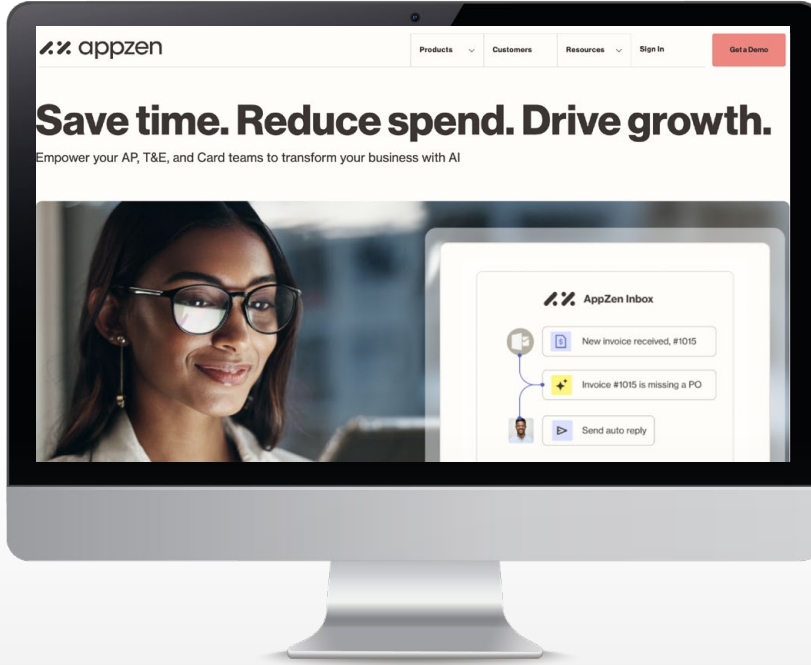 appzen
Products
Customers
Resources
Sign In
Get a Demo
Save time. Reduce spend. Drive growth.
Empower your AP, T&E, and Card teams to transform your business with AI
AppZen Inbox
$
New invoice received, #1015
Invoice #1015 is missing a PO
Send auto reply